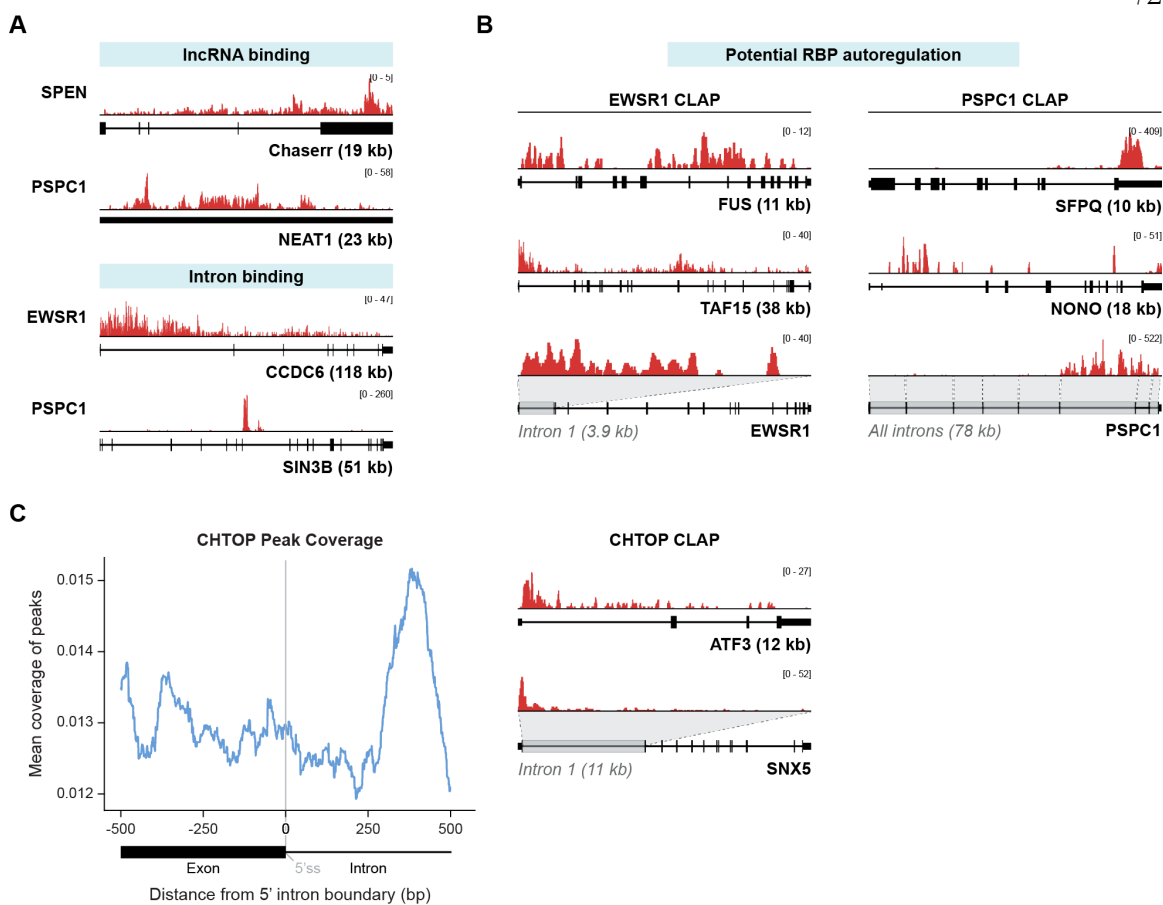 A
lncRNA binding
SPEN
[0 - 5]
Chaserr (19 kb)
PSPC1
[0 - 58]
NEAT1 (23 kb)
Intron binding
EWSR1
[0 - 47]
CCDC6 (118 kb)
PSPC1
[0 - 260]
SIN3B (51 kb)
B
Potential RBP autoregulation
EWSR1 CLAP
[0 - 12]
FUS (11 kb)
[0 - 40]
TAF15 (38 kb)
[0 - 40]
Intron 1 (3.9 kb)
EWSR1
PSPC1 CLAP
[0 - 409]
SFPQ (10 kb)
[0 - 51]
NONO (18 kb)
[0 - 522]
All introns (78 kb)
PSPC1
C
CHTOP Peak Coverage
Mean coverage of peaks
0.015
0.014
0.013
0.012
-500 -250 0 250 500
Exon 5'ss Intron
Distance from 5' intron boundary (bp)
CHTOP CLAP
[0 - 27]
ATF3 (12 kb)
[0 - 52]
Intron 1 (11 kb)
SNX5